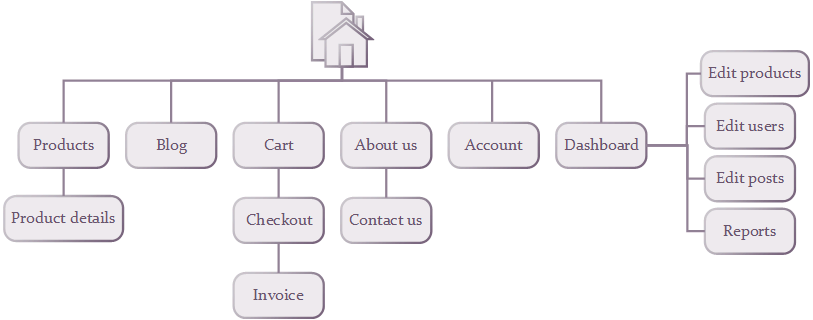 Products
Blog
Cart
About us
Account
Dashboard
Product details
Checkout
Contact us
Invoice
Edit products
Edit users
Edit posts
Reports